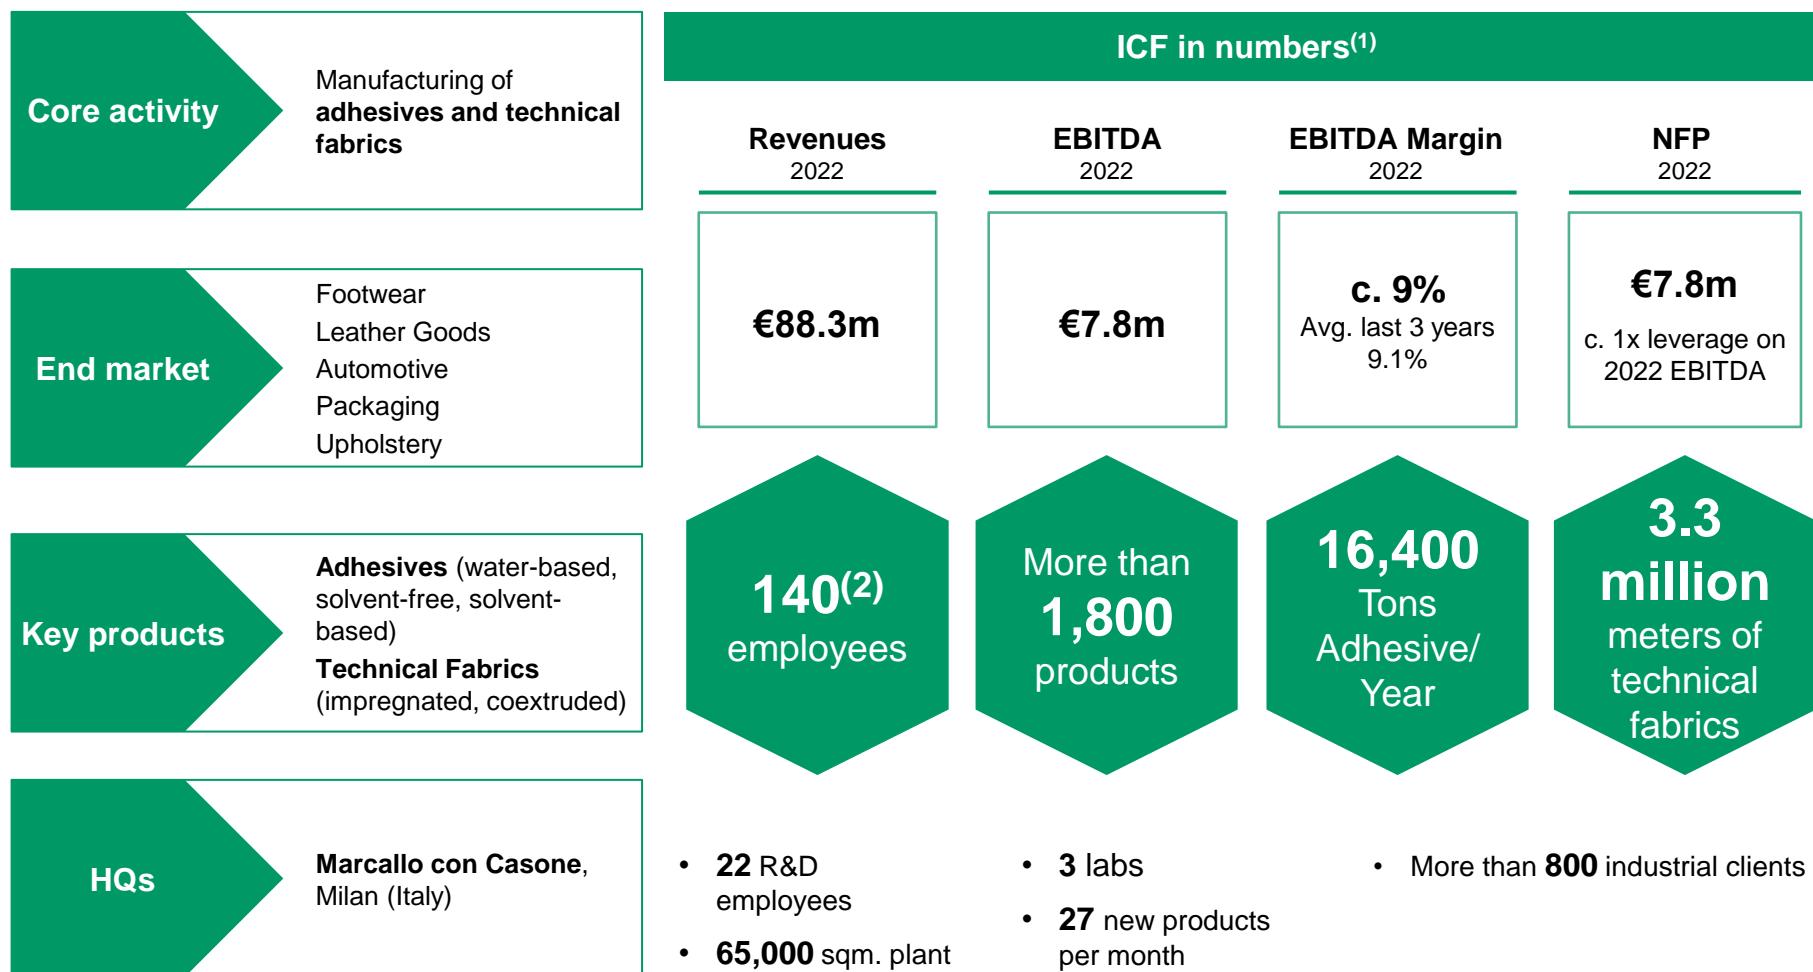 Core activity
Manufacturing of
adhesives and technical
fabrics
End market
Footwear
Leather Goods
Automotive
Packaging
Upholstery
Key products
Adhesives (water-based,
solvent-free, solvent-
based)
Technical Fabrics
(impregnated, coextruded)
HQs
Marcallo con Casone,
Milan (Italy)
ICF in numbers(1)
Revenues
2022
€88.3m
EBITDA
2022
€7.8m
EBITDA Margin
2022
c. 9%
Avg. last 3 years
9.1%
NFP
2022
€7.8m
c. 1x leverage on
2022 EBITDA
140(2)
employees
More than
1,800
products
16,400
Tons
Adhesive/
Year
3.3
million
meters of
technical
fabrics
• 22 R&D
employees
• 65,000 sqm. plant
• 3 labs
• 27 new products
per month
• More than 800 industrial clients